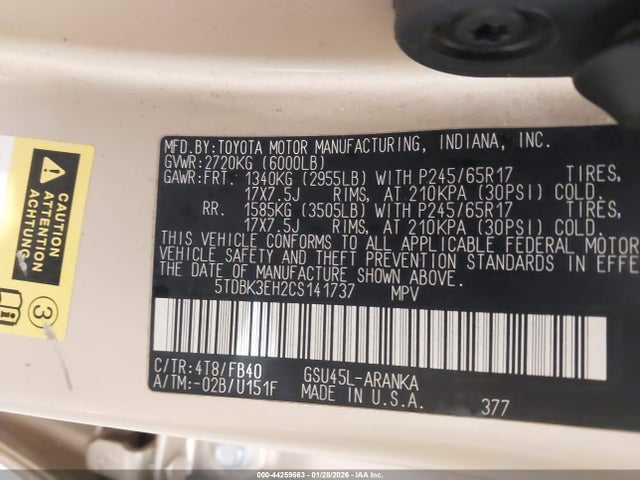 MFD.BY:TOYOTA MOTOR MANUFACTURING, INDIANA, INC.
GVWR:2720KG (6000LB)
GAWR:FRT. 1340KG (2955LB) WITH P245/65R17 TIRES,
17X7.5J RIMS, AT 210KPA (30PSI) COLD.
RR. 1585KG (3505LB) WITH P245/65R17 TIRES,
17X7.5J RIMS, AT 210KPA (30PSI) COLD.
THIS VEHICLE CONFORMS TO ALL APPLICABLE FEDERAL MOTOR
VEHICLE SAFETY AND THEFT PREVENTION STANDARDS IN EFFE
THE DATE OF MANUFACTURE SHOWN ABOVE.
5TDBK3EH2CS141737 MPV
C/TR:4T8/FB40 GSU45L-ARANKA
A/TM:-02B/U151F MADE IN U.S.A. 377
CAUTION
ATTENTION
ACHTUNG
3
000-44259663 - 01/28/2026 - IAA Inc.